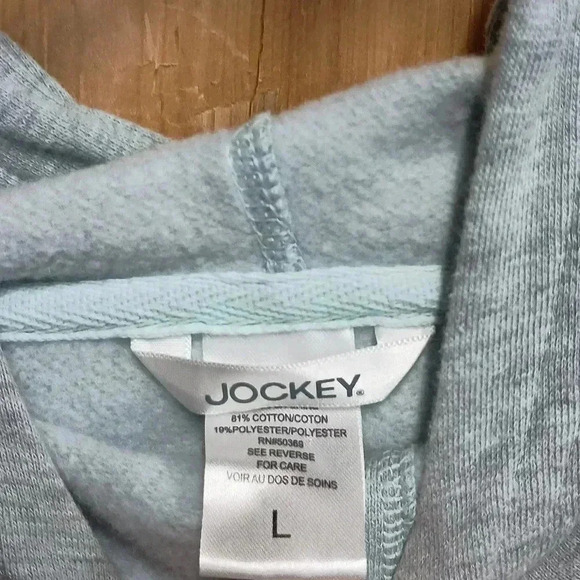 JOCKEY®
81% COTTON/COTON
19%POLYESTER/POLYESTER
RN#50369
SEE REVERSE
FOR CARE
VOIR AU DOS DE SOINS
L